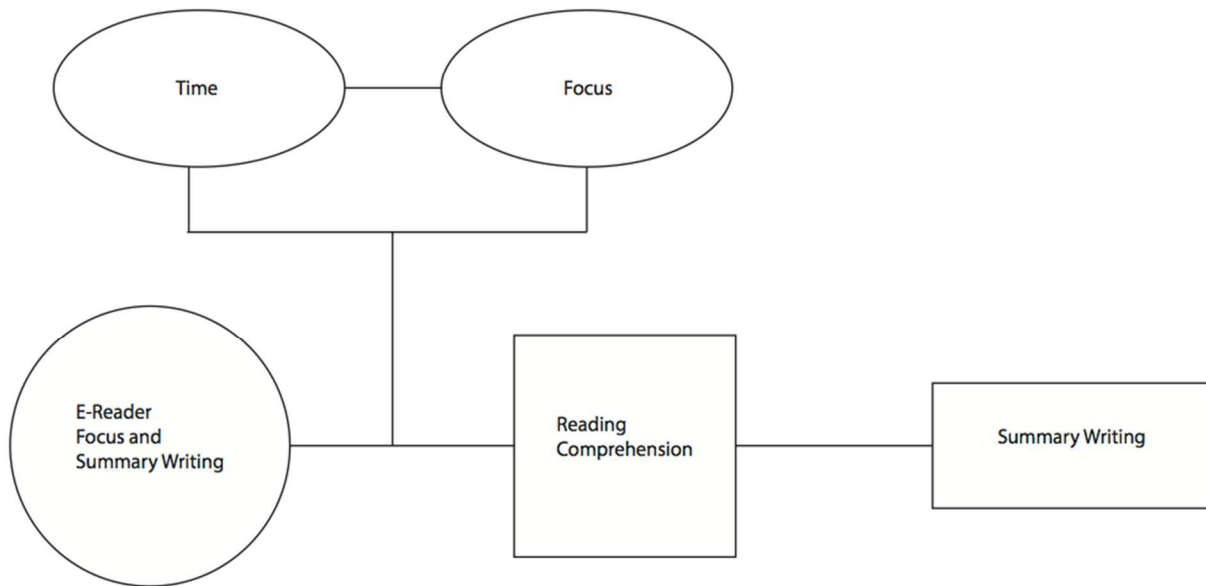 Time
Focus
E-Reader
Focus and
Summary Writing
Reading
Comprehension
Summary Writing